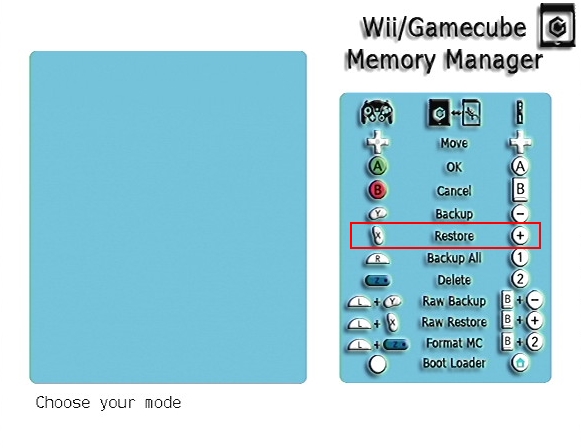 Wii/Gamecube
Memory Manager
Move
A OK A
B Cancel B
Y Backup -
X Restore +
R Backup All 1
Z Delete 2
L + Y Raw Backup B + -
L + X Raw Restore B + +
L + Z Format MC B + 2
Boot Loader
Choose your mode